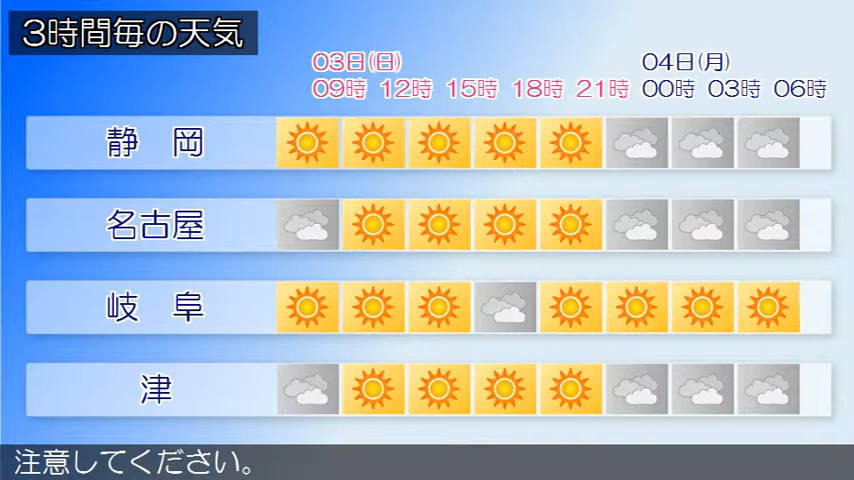 3時間毎の天気
03日(日) 04日(月)
09時 12時 15時 18時 21時 00時 03時 06時
静 岡
名古屋
岐 阜
津
注意してください。